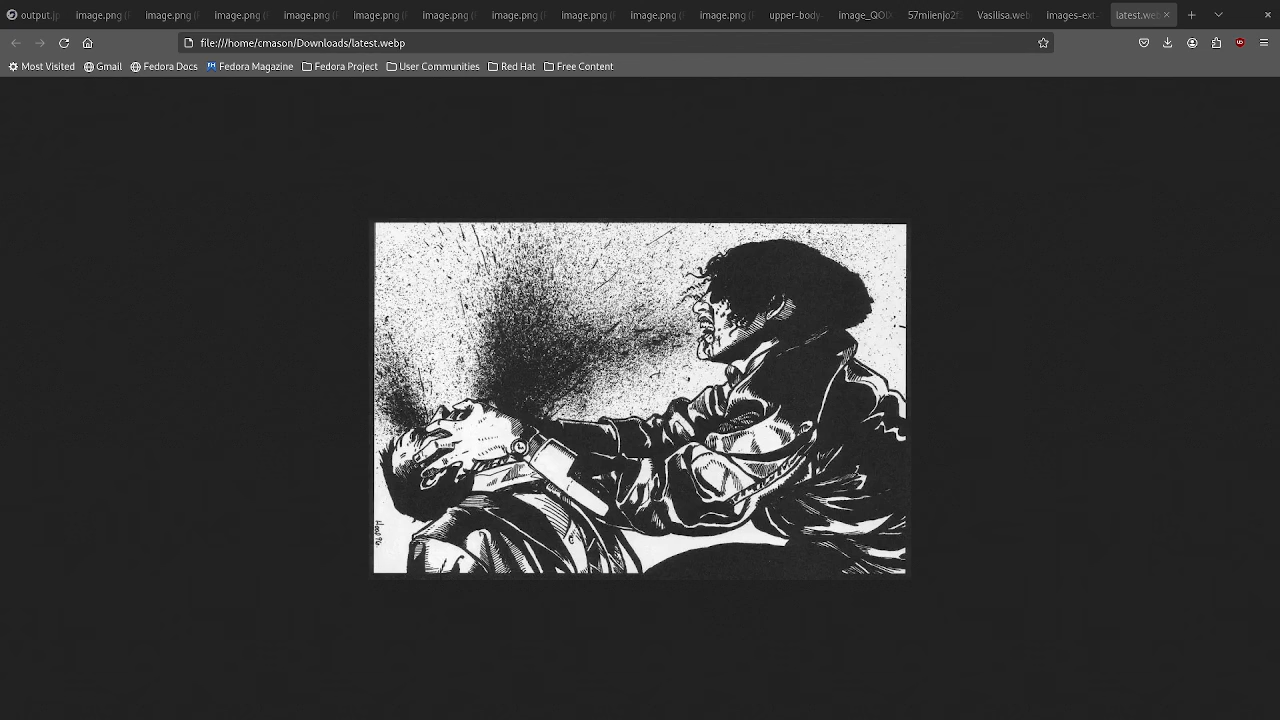 output.jp
image.png (
image.png (
image.png (
image.png (
image.png (
image.png (
image.png (
image.png (
image.png (
image.png (
upper-body-
image_QOD
57mienjo2f
Vasilisa.web
images-ext-
latest.we
file:///home/cmason/Downloads/latest.webp
Most Visited Gmail Fedora Docs Fedora Magazine Fedora Project User Communities Red Hat Free Content